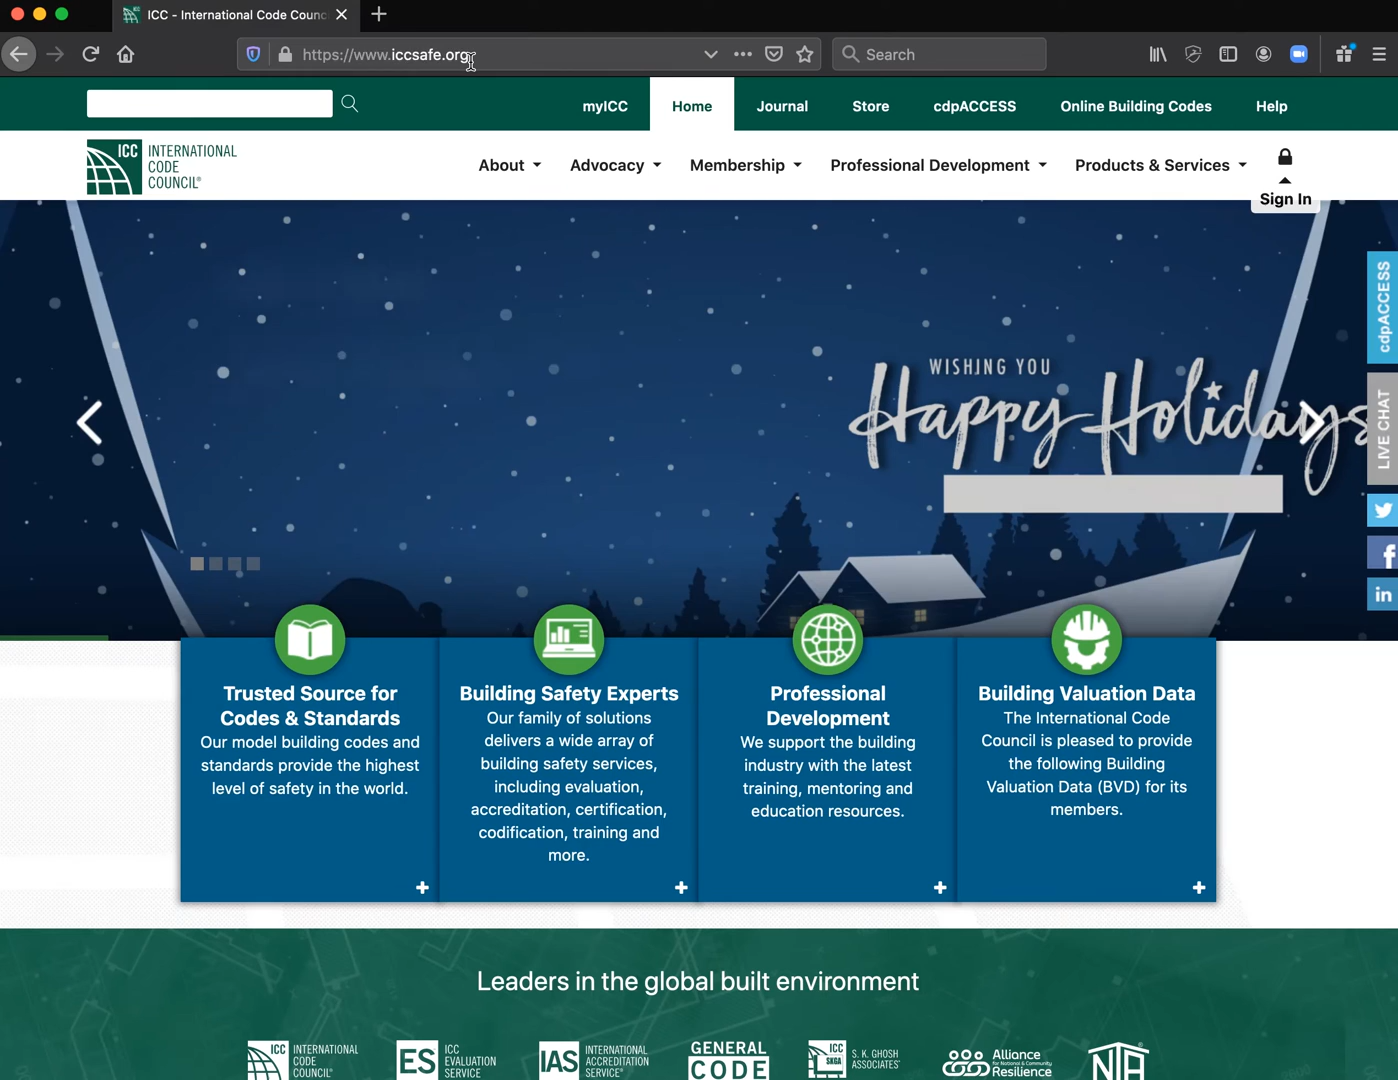 ICC - International Code Counc
https://www.iccsafe.org
Search
myICC
Home
Journal
Store
cdpACCESS
Online Building Codes
Help
ICC
INTERNATIONAL
CODE
COUNCIL®
About
Advocacy
Membership
Professional Development
Products & Services
Sign In
cdpACCESS
LIVE CHAT
WISHING YOU
Happy Holidays
Trusted Source for
Codes & Standards
Our model building codes and
standards provide the highest
level of safety in the world.
Building Safety Experts
Our family of solutions
delivers a wide array of
building safety services,
including evaluation,
accreditation, certification,
codification, training and
more.
Professional
Development
We support the building
industry with the latest
training, mentoring and
education resources.
Building Valuation Data
The International Code
Council is pleased to provide
the following Building
Valuation Data (BVD) for its
members.
Leaders in the global built environment
ICC
INTERNATIONAL
CODE
COUNCIL®
ES
ICC
EVALUATION
SERVICE
IAS
INTERNATIONAL
ACCREDITATION
SERVICE®
GENERAL
CODE
ICC
SKGA
S. K. GHOSH
ASSOCIATES
Alliance
for National & Community
Resilience
NTA